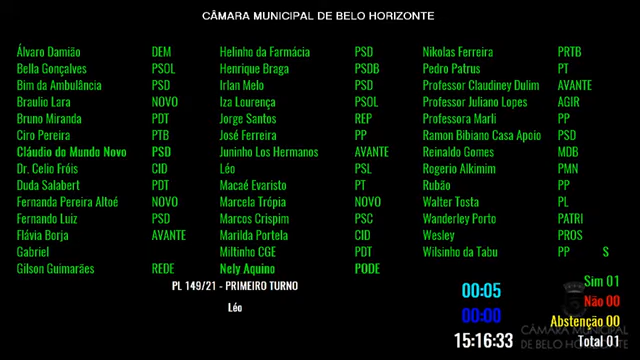 CÂMARA MUNICIPAL DE BELO HORIZONTE
Álvaro Damião DEM Helinho da Farmácia PSD Nikolas Ferreira PRTB
Bella Gonçalves PSOL Henrique Braga PSDB Pedro Patrus PT
Bim da Ambulância PSD Irlan Melo PSD Professor Claudiney Dulim AVANTE
Braulio Lara NOVO Iza Lourença PSOL Professor Juliano Lopes AGIR
Bruno Miranda PDT Jorge Santos REP Professora Marli PP
Ciro Pereira PTB José Ferreira PP Ramon Bibiano Casa Apoio PSD
Cláudio do Mundo Novo PSD Juninho Los Hermanos AVANTE Reinaldo Gomes MDB
Dr. Celio Fróis CID Léo PSL Rogerio Alkimim PMN
Duda Salabert PDT Macaé Evaristo PT Rubão PP
Fernanda Pereira Altoé NOVO Marcela Trópia NOVO Walter Tosta PL
Fernando Luiz PSD Marcos Crispim PSC Wanderley Porto PATRI
Flávia Borja AVANTE Marilda Portela CID Wesley PROS
Gabriel Miltinho CGE PDT Wilsinho da Tabu PP S
Gilson Guimarães REDE Nely Aquino PODE
PL 149/21 - PRIMEIRO TURNO
Léo
00:05
00:00
15:16:33
Sim 01
Não 00
Abstenção 00
Total 01
CÂMARA MUNICIPAL
DE BELO HORIZONTE